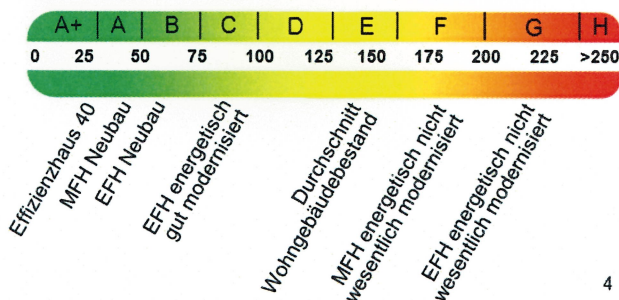 A+ A B C D E F G H
0 25 50 75 100 125 150 175 200 225 >250
Effizienzhaus 40
MFH Neubau
EFH Neubau
EFH energetisch
gut modernisiert
Durchschnitt
Wohngebäudebestand
MFH energetisch nicht
wesentlich modernisiert
EFH energetisch nicht
wesentlich modernisiert
4